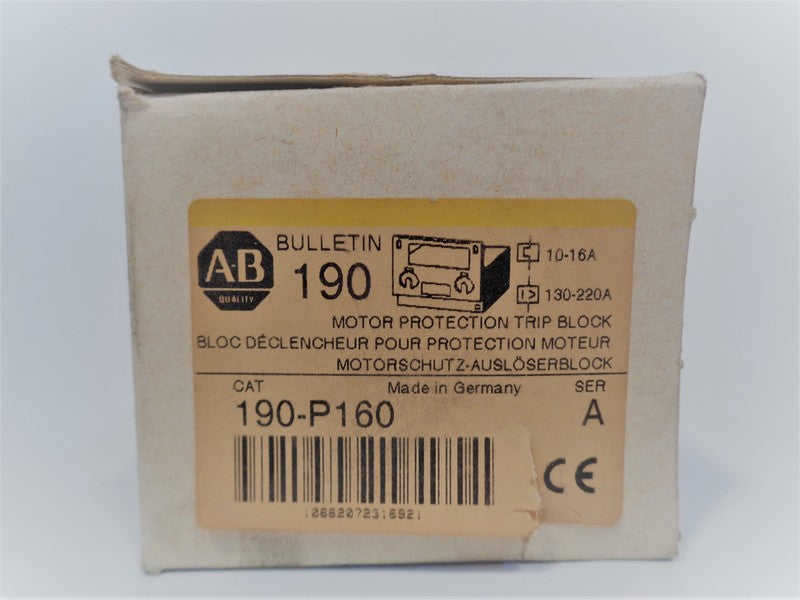 A-B
QUALITY
BULLETIN
190
10-16A
130-220A
MOTOR PROTECTION TRIP BLOCK
BLOC DÉCLENCHEUR POUR PROTECTION MOTEUR
MOTORSCHUTZ-AUSLÖSERBLOCK
CAT Made in Germany SER
190-P160 A
CE
10662072316921